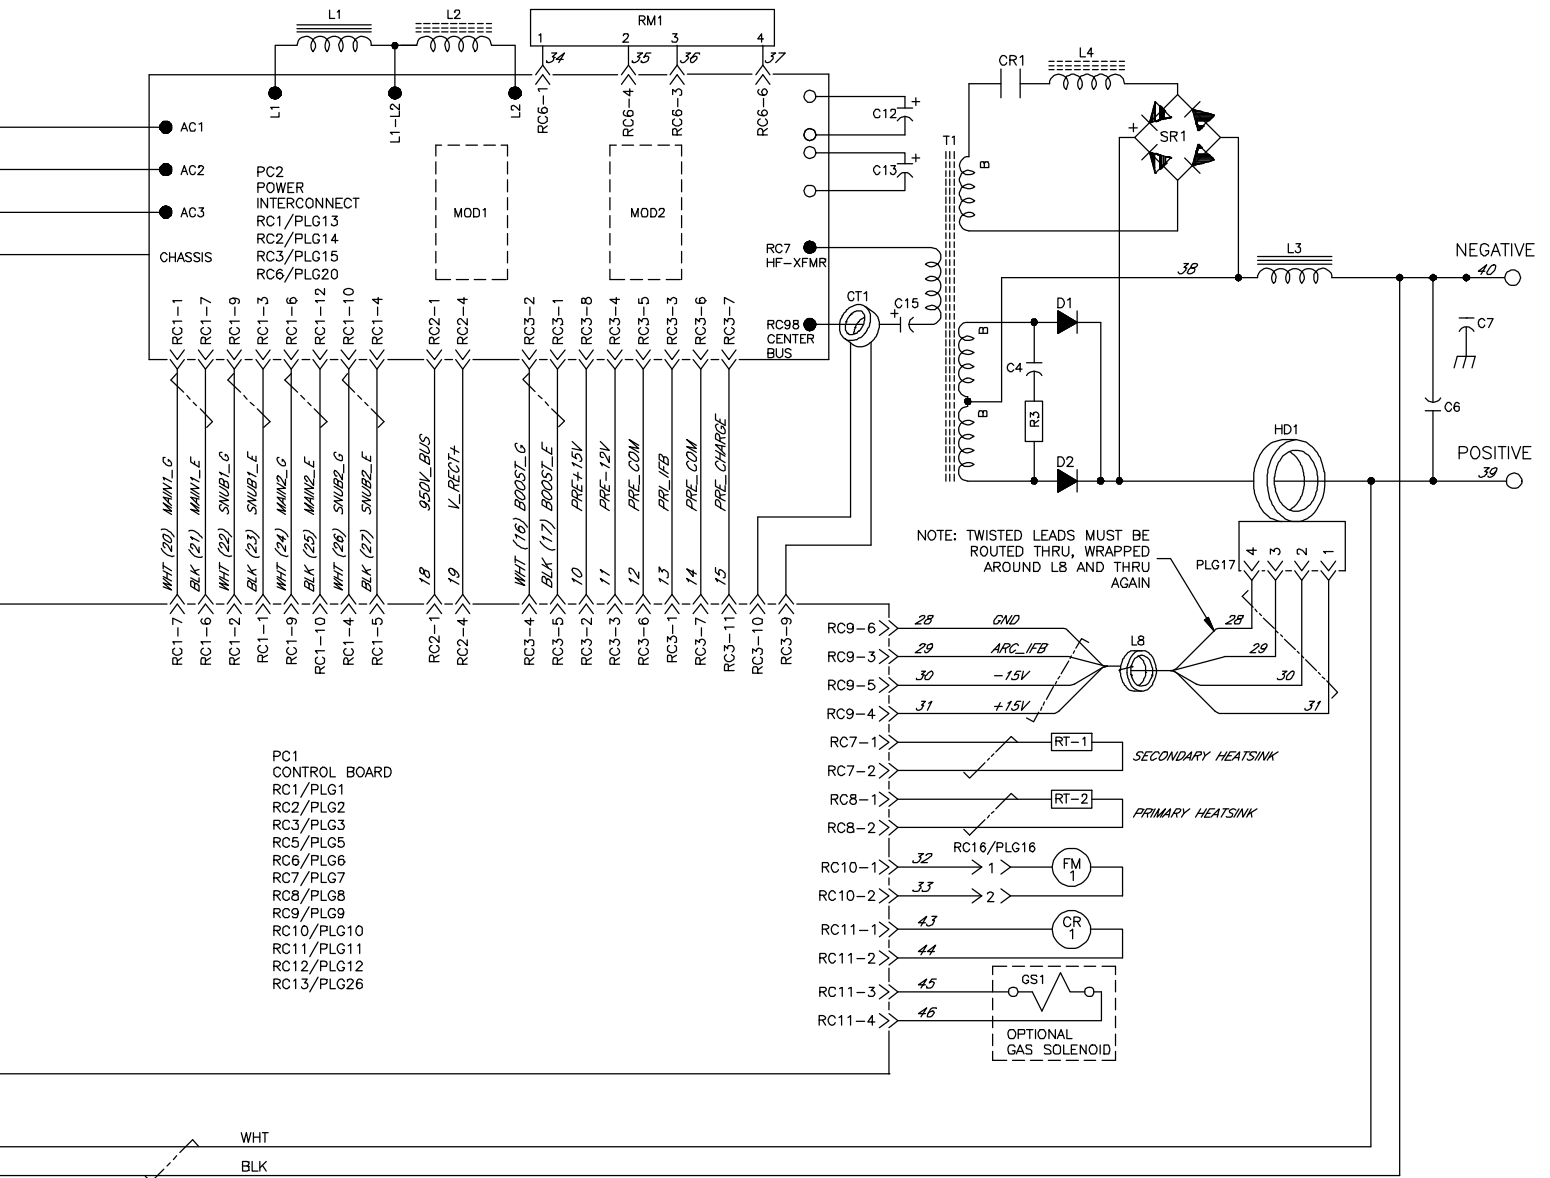 L1
L2
RM1
1
2
3
4
34
35
36
37
RC6-1
RC6-4
RC6-3
RC6-6
L1
L1-L2
L2
AC1
AC2
AC3
CHASSIS
PC2
POWER
INTERCONNECT
RC1/PLG13
RC2/PLG14
RC3/PLG15
RC6/PLG20
MOD1
MOD2
C12
+
C13
+
RC7
HF-XFMR
RC98
CENTER
BUS
CT1
C15
+
T1
B
B
B
CR1
L4
SR1
+
38
L3
NEGATIVE
40
D1
C4
R3
D2
C7
C6
HD1
POSITIVE
39
RC1-1
RC1-7
RC1-9
RC1-3
RC1-6
RC1-12
RC1-10
RC1-4
RC2-1
RC2-4
RC3-2
RC3-1
RC3-8
RC3-4
RC3-5
RC3-3
RC3-6
RC3-7
WHT (20) MAIN1_G
BLK (21) MAIN1_E
WHT (22) SNUB1_G
BLK (23) SNUB1_E
WHT (24) MAIN2_G
BLK (25) MAIN2_E
WHT (26) SNUB2_G
BLK (27) SNUB2_E
18 950V_BUS
19 V_RECT+
WHT (16) BOOST_G
BLK (17) BOOST_E
10 PRE+15V
11 PRE-12V
12 PRE_COM
13 PRI_IFB
14 PRE_COM
15 PRE_CHARGE
RC1-7
RC1-6
RC1-2
RC1-1
RC1-9
RC1-10
RC1-4
RC1-5
RC2-1
RC2-4
RC3-4
RC3-5
RC3-2
RC3-3
RC3-6
RC3-1
RC3-7
RC3-11
RC3-10
RC3-9
NOTE: TWISTED LEADS MUST BE
ROUTED THRU, WRAPPED
AROUND L8 AND THRU
AGAIN
PLG17
4
3
2
1
RC9-6
28
GND
RC9-3
29
ARC_IFB
RC9-5
30
-15V
RC9-4
31
+15V
L8
28
29
30
31
RC7-1
RT-1
RC7-2
SECONDARY HEATSINK
RC8-1
RT-2
RC8-2
PRIMARY HEATSINK
RC16/PLG16
RC10-1
32
1
FM
1
RC10-2
33
2
RC11-1
43
CR
1
RC11-2
44
RC11-3
45
GS1
RC11-4
46
OPTIONAL
GAS SOLENOID
PC1
CONTROL BOARD
RC1/PLG1
RC2/PLG2
RC3/PLG3
RC5/PLG5
RC6/PLG6
RC7/PLG7
RC8/PLG8
RC9/PLG9
RC10/PLG10
RC11/PLG11
RC12/PLG12
RC13/PLG26
WHT
BLK